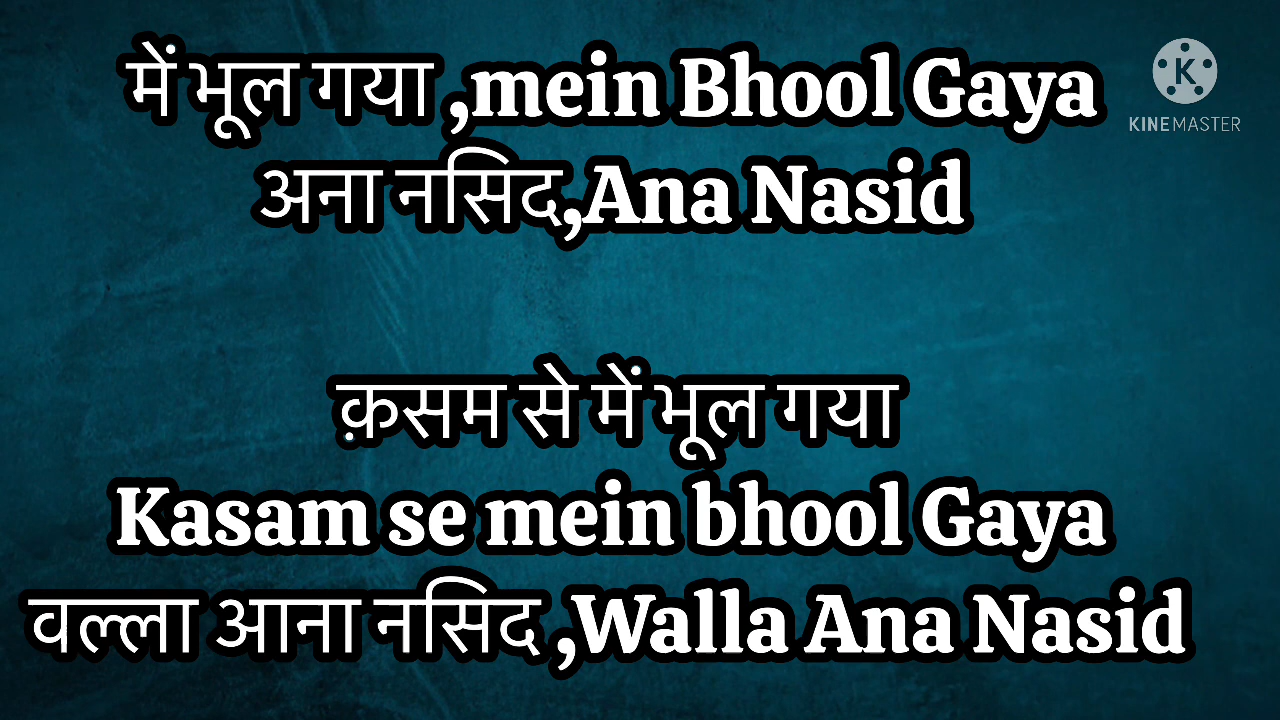 में भूल गया ,mein Bhool Gaya
KINEMASTER
अना नसिद,Ana Nasid
क़सम से में भूल गया
Kasam se mein bhool Gaya
वल्ला आना नसिद ,Walla Ana Nasid